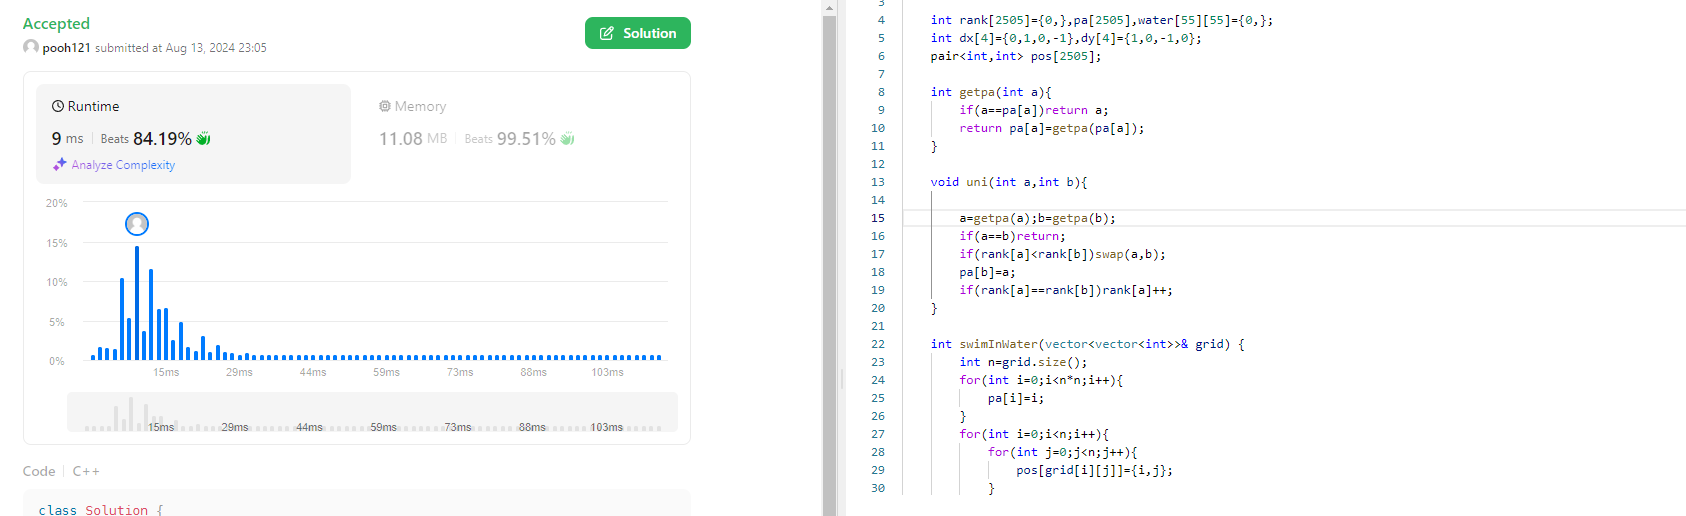 Accepted
pooh121 submitted at Aug 13, 2024 23:05
Solution
Runtime
9 ms | Beats 84.19%
Analyze Complexity
Memory
11.08 MB | Beats 99.51%
20%
15%
10%
5%
0%
15ms 29ms 44ms 59ms 73ms 88ms 103ms
15ms 29ms 44ms 59ms 73ms 88ms 103ms
Code | C++
class Solution {
3
4 int rank[2505]={0,},pa[2505],water[55][55]={0,};
5 int dx[4]={0,1,0,-1},dy[4]={1,0,-1,0};
6 pair<int,int> pos[2505];
7
8 int getpa(int a){
9 if(a==pa[a])return a;
10 return pa[a]=getpa(pa[a]);
11 }
12
13 void uni(int a,int b){
14
15 a=getpa(a);b=getpa(b);
16 if(a==b)return;
17 if(rank[a]<rank[b])swap(a,b);
18 pa[b]=a;
19 if(rank[a]==rank[b])rank[a]++;
20 }
21
22 int swimInWater(vector<vector<int>>& grid) {
23 int n=grid.size();
24 for(int i=0;i<n*n;i++){
25 pa[i]=i;
26 }
27 for(int i=0;i<n;i++){
28 for(int j=0;j<n;j++){
29 pos[grid[i][j]]={i,j};
30 }